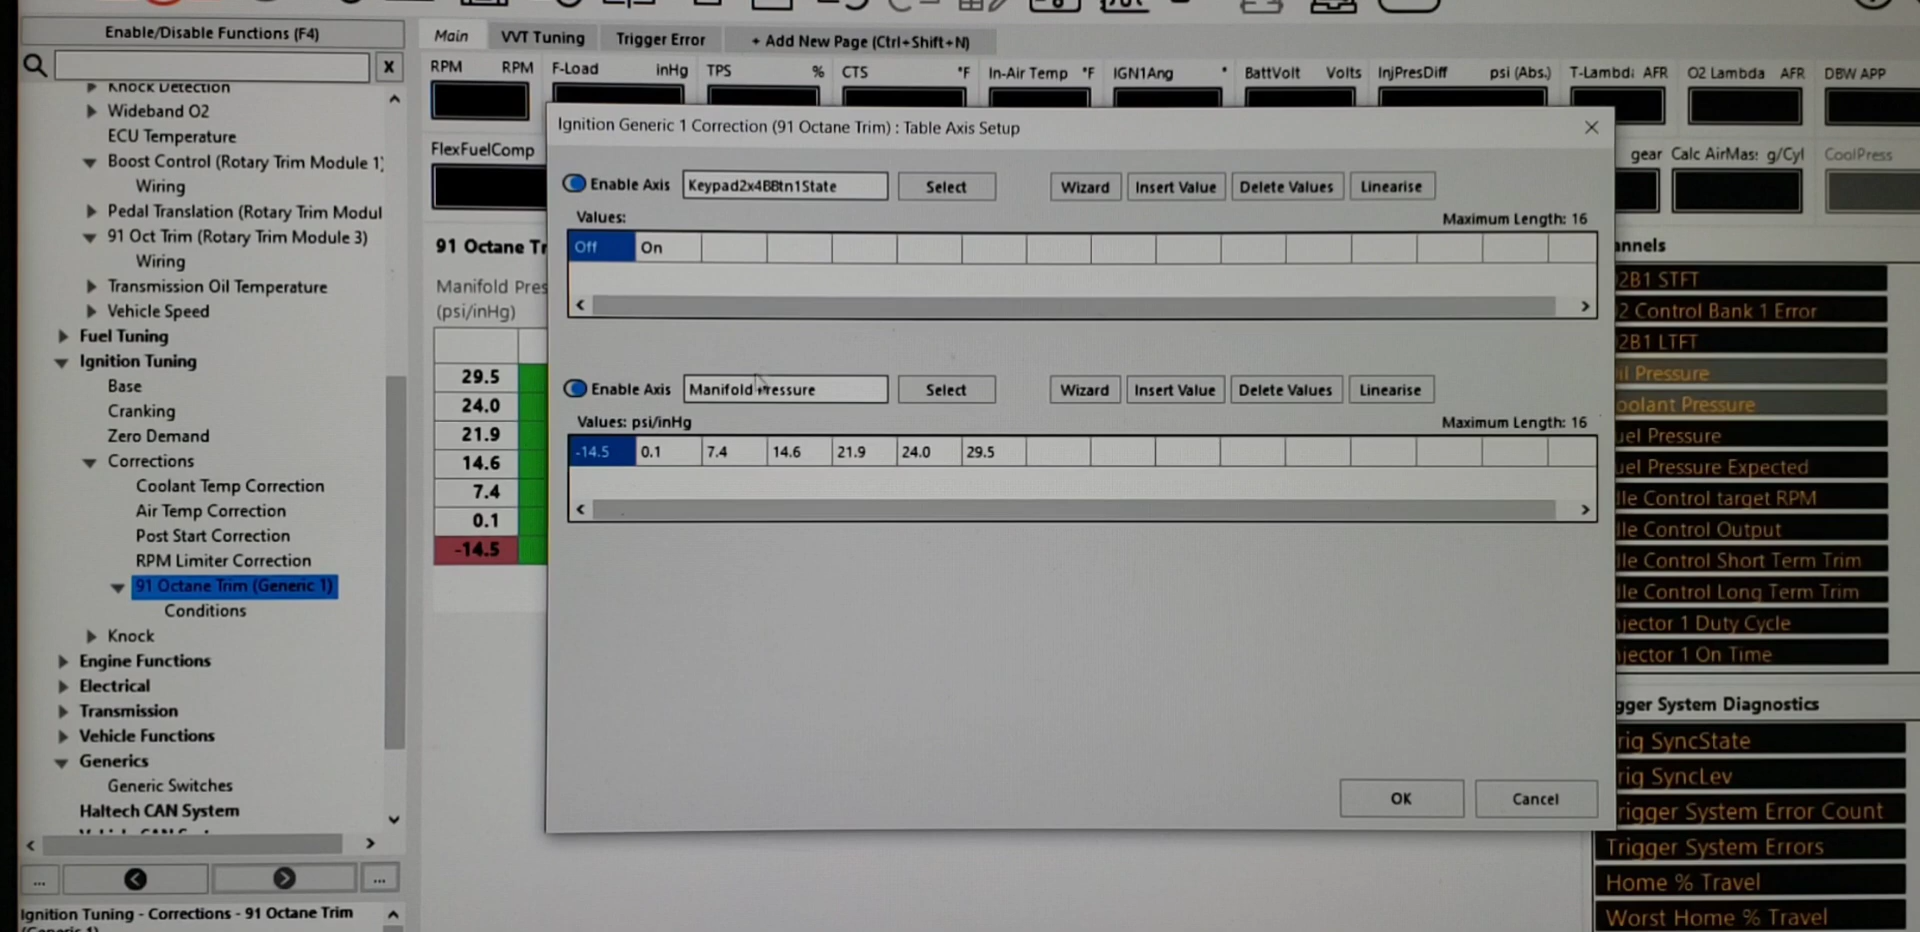 Enable/Disable Functions (F4)
X
Knock Detection
Wideband O2
ECU Temperature
Boost Control (Rotary Trim Module 1)
Wiring
Pedal Translation (Rotary Trim Modul
91 Oct Trim (Rotary Trim Module 3)
Wiring
Transmission Oil Temperature
Vehicle Speed
Fuel Tuning
Ignition Tuning
Base
Cranking
Zero Demand
Corrections
Coolant Temp Correction
Air Temp Correction
Post Start Correction
RPM Limiter Correction
91 Octane Trim (Generic 1)
Conditions
Knock
Engine Functions
Electrical
Transmission
Vehicle Functions
Generics
Generic Switches
Haltech CAN System
... ...
Ignition Tuning - Corrections - 91 Octane Trim
Main VVT Tuning Trigger Error + Add New Page (Ctrl+Shift+N)
RPM RPM F-Load inHg TPS % CTS °F In-Air Temp °F IGN1Ang ° BattVolt Volts InjPresDiff psi (Abs.) T-Lambd: AFR O2 Lambda AFR DBW APP
FlexFuelComp
gear Calc AirMas: g/Cyl CoolPress
91 Octane Tr
Manifold Pres
(psi/inHg)
29.5
24.0
21.9
14.6
7.4
0.1
-14.5
Ignition Generic 1 Correction (91 Octane Trim) : Table Axis Setup
Enable Axis Keypad2x4BBtn1State Select Wizard Insert Value Delete Values Linearise
Values: Maximum Length: 16
Off On
Enable Axis Manifold Pressure Select Wizard Insert Value Delete Values Linearise
Values: psi/inHg Maximum Length: 16
-14.5 0.1 7.4 14.6 21.9 24.0 29.5
OK Cancel
annels
2B1 STFT
2 Control Bank 1 Error
2B1 LTFT
il Pressure
oolant Pressure
uel Pressure
uel Pressure Expected
dle Control target RPM
dle Control Output
dle Control Short Term Trim
dle Control Long Term Trim
njector 1 Duty Cycle
njector 1 On Time
gger System Diagnostics
rig SyncState
rig SyncLev
rigger System Error Count
Trigger System Errors
Home % Travel
Worst Home % Travel